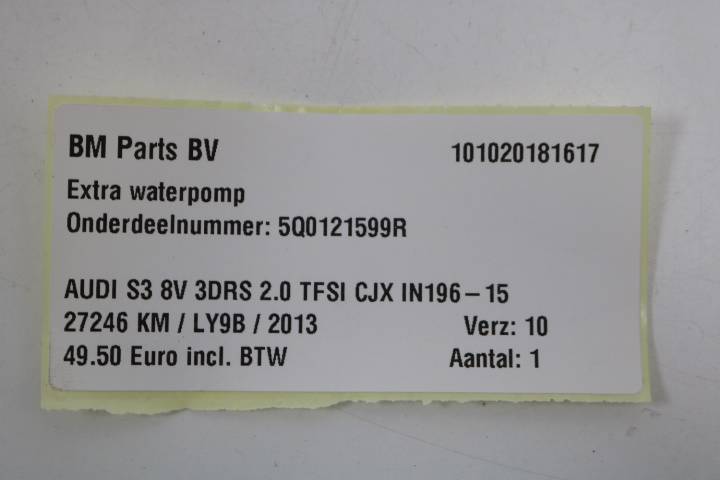 BM Parts BV 101020181617
Extra waterpomp
Onderdeelnummer: 5Q0121599R
AUDI S3 8V 3DRS 2.0 TFSI CJX IN196-15
27246 KM / LY9B / 2013 Verz: 10
49.50 Euro incl. BTW Aantal: 1